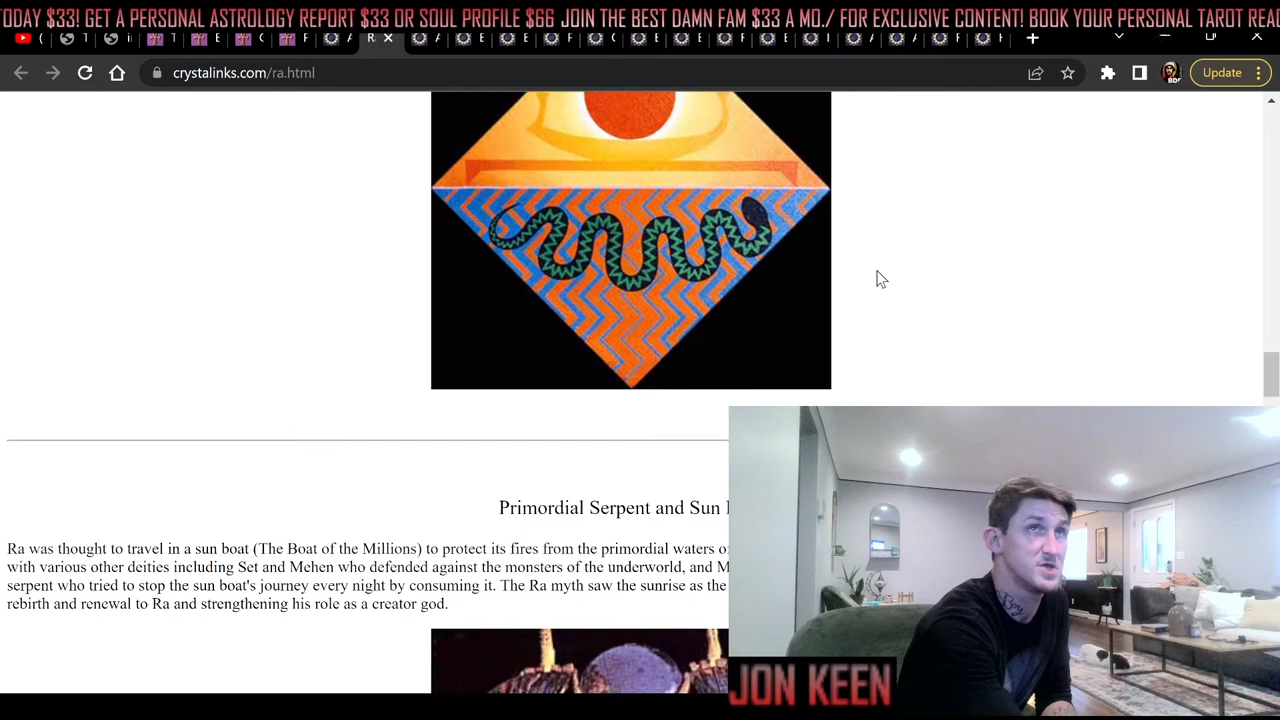 TODAY $33! GET A PERSONAL ASTROLOGY REPORT $33 OR SOUL PROFILE $66 JOIN THE BEST DAMN FAM $33 A MO./ FOR EXCLUSIVE CONTENT! BOOK YOUR PERSONAL TAROT REA
crystalinks.com/ra.html
Update
Primordial Serpent and Sun
Ra was thought to travel in a sun boat (The Boat of the Millions) to protect its fires from the primordial waters
with various other deities including Set and Mehen who defended against the monsters of the underworld, and M
serpent who tried to stop the sun boat's journey every night by consuming it. The Ra myth saw the sunrise as the
rebirth and renewal to Ra and strengthening his role as a creator god.
JON KEEN